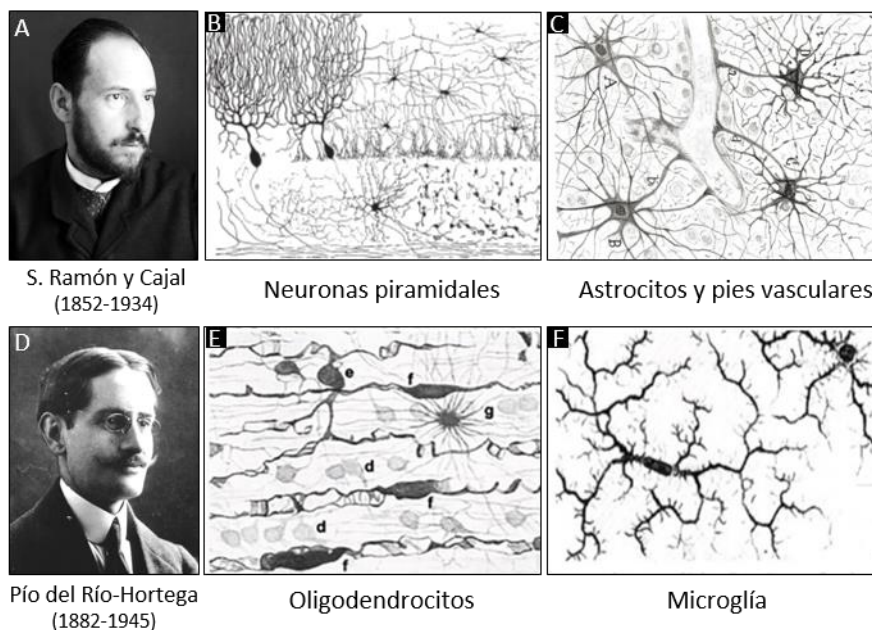 A
B
C
S. Ramón y Cajal
(1852-1934)
Neuronas piramidales
A
B
b
b
d
D
C
Astrocitos y pies vasculares
D
E
F
e
f
g
d
f
d
f
Pío del Río-Hortega
(1882-1945)
Oligodendrocitos
Microglía